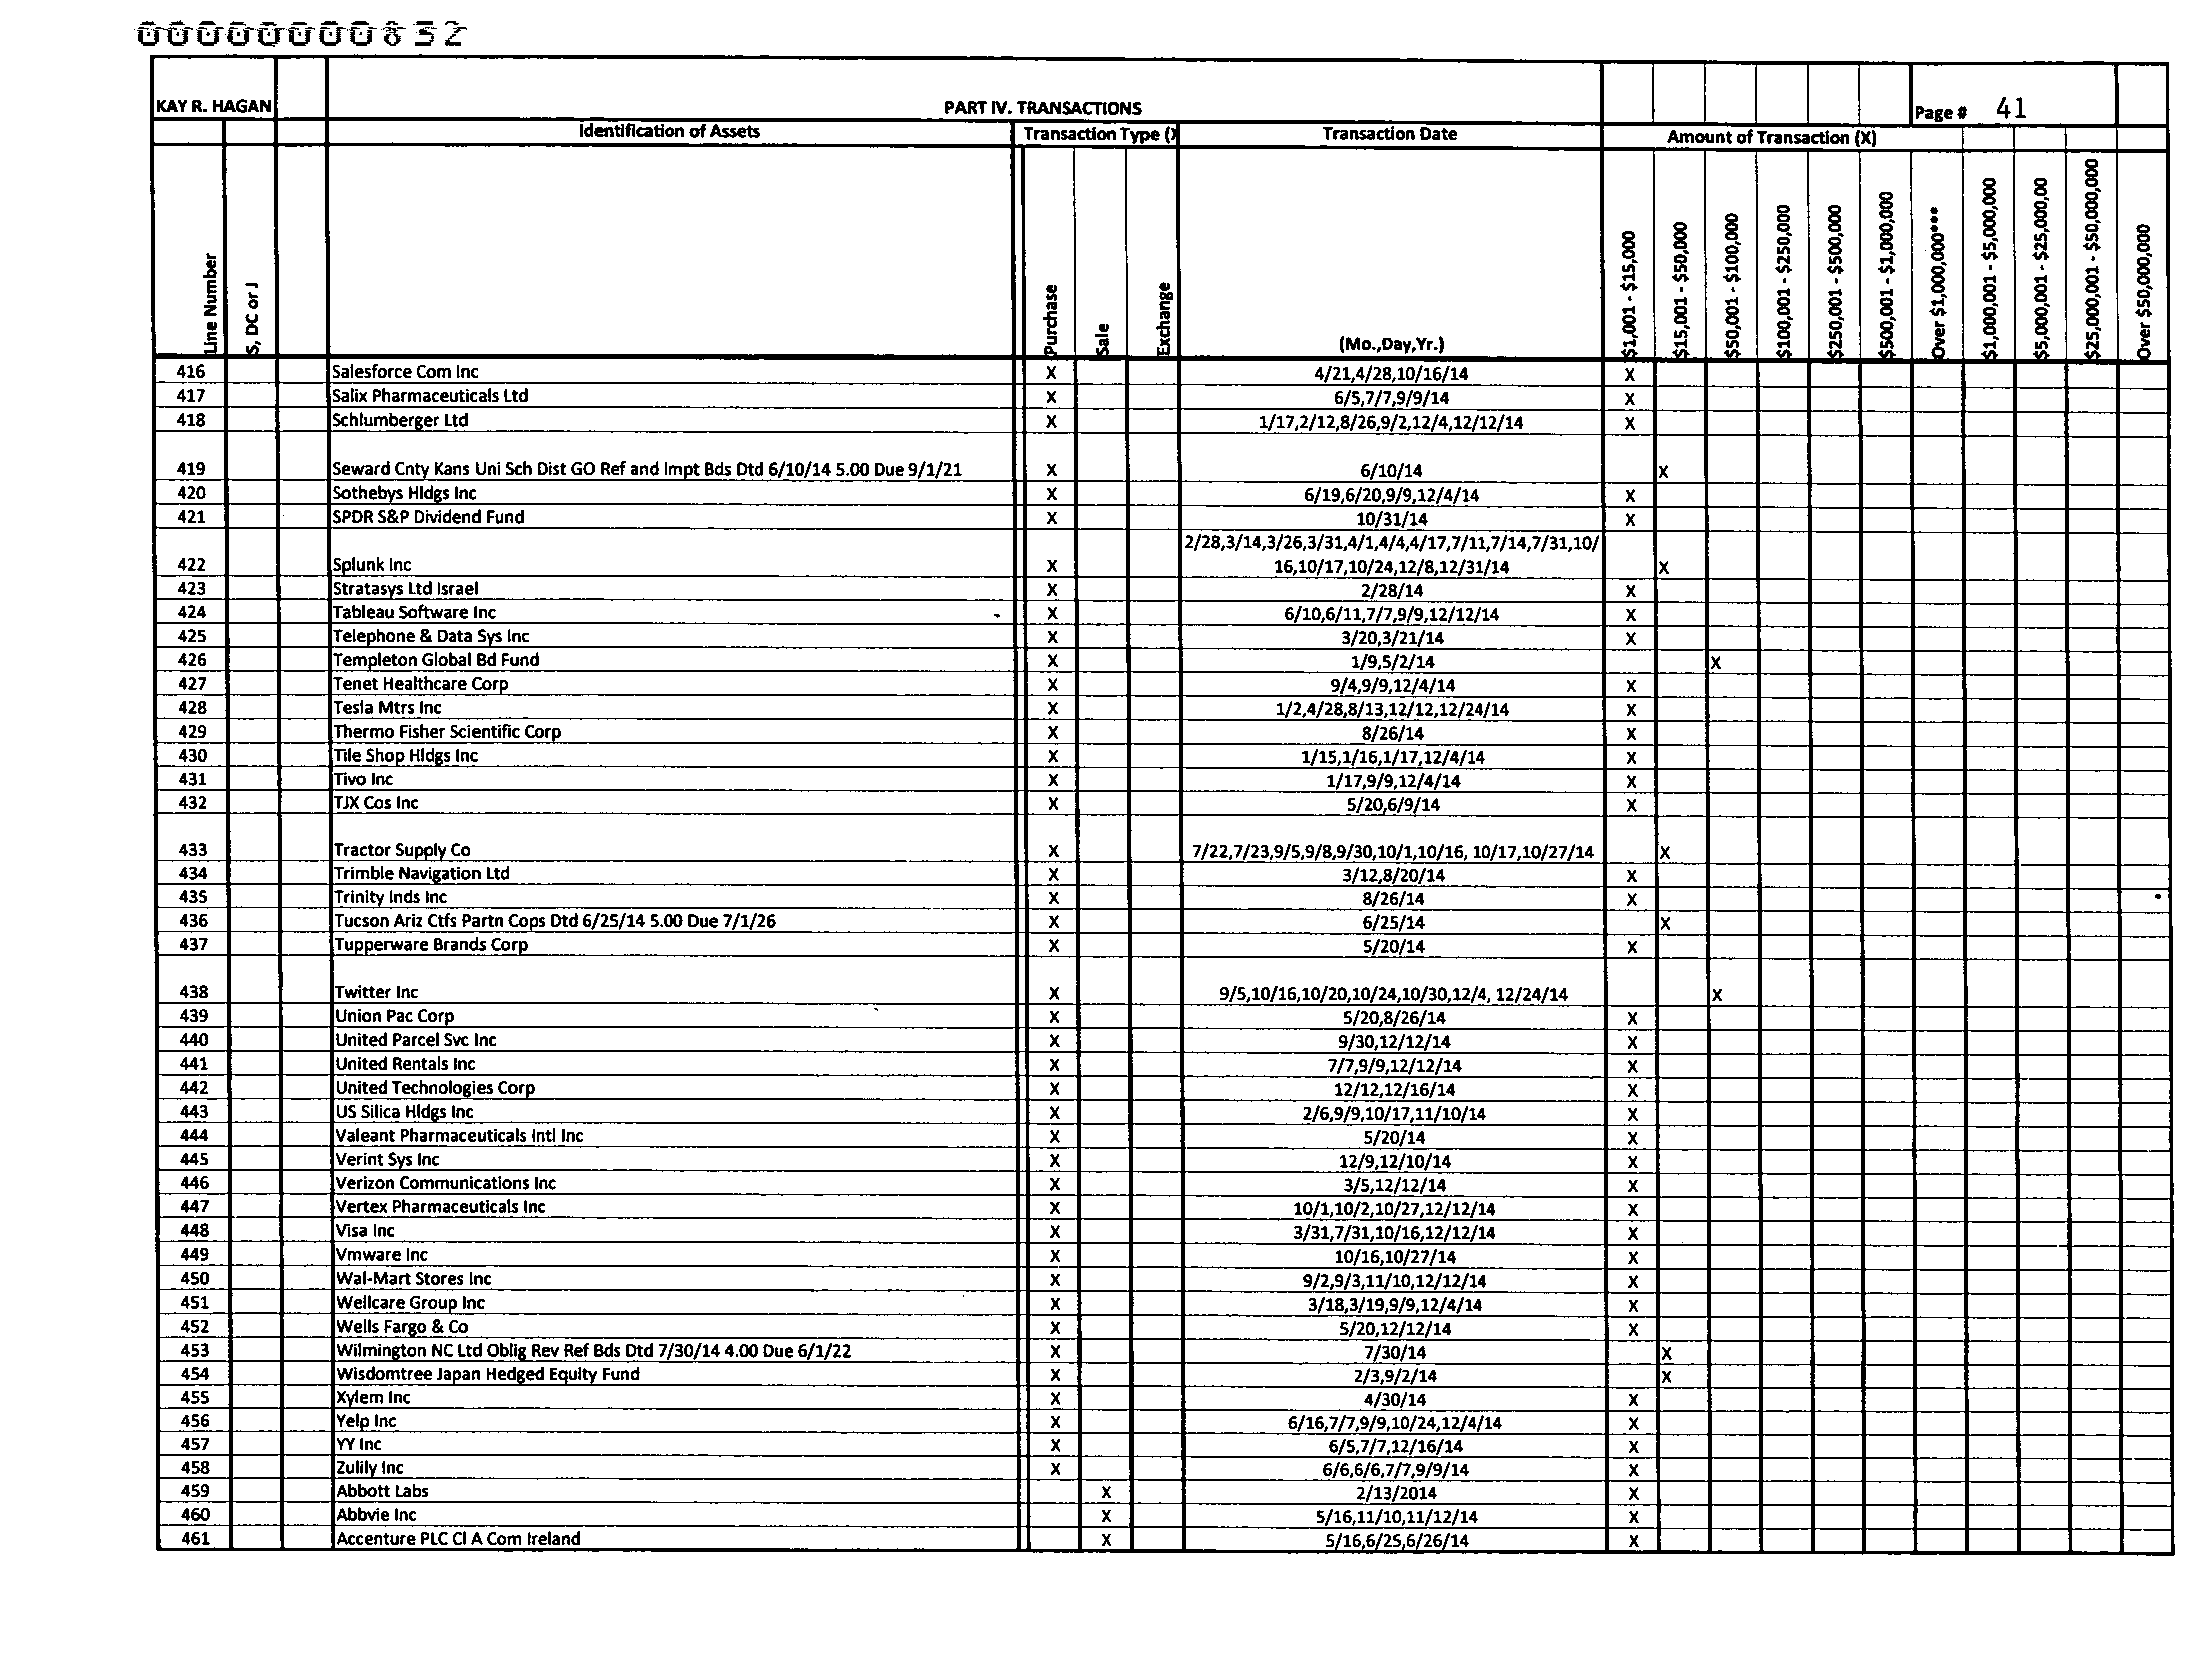 00000000852
KAY R. HAGAN PART IV. TRANSACTIONS Page # 41
Identification of Assets Transaction Type (X Transaction Date Amount of Transaction (X)
Line Number S, DC or J Purchase Sale Exchange (Mo.,Day,Yr.) $1,001 - $15,000 $15,001 - $50,000 $50,001 - $100,000 $100,001 - $250,000 $250,001 - $500,000 $500,001 - $1,000,000 Over $1,000,000**** $1,000,001 - $5,000,000 $5,000,001 - $25,000,00 $25,000,001 - $50,000,000 Over $50,000,000
416 Salesforce Com Inc X 4/21,4/28,10/16/14 X
417 Salix Pharmaceuticals Ltd X 6/5,7/7,9/9/14 X
418 Schlumberger Ltd X 1/17,2/12,8/26,9/2,12/4,12/12/14 X
419 Seward Cnty Kans Uni Sch Dist GO Ref and Impt Bds Dtd 6/10/14 5.00 Due 9/1/21 X 6/10/14 X
420 Sothebys Hldgs Inc X 6/19,6/20,9/9,12/4/14 X
421 SPDR S&P Dividend Fund X 10/31/14 X
2/28,3/14,3/26,3/31,4/1,4/4,4/17,7/11,7/14,7/31,10/
422 Splunk Inc X 16,10/17,10/24,12/8,12/31/14 X
423 Stratasys Ltd Israel X 2/28/14 X
424 Tableau Software Inc X 6/10,6/11,7/7,9/9,12/12/14 X
425 Telephone & Data Sys Inc X 3/20,3/21/14 X
426 Templeton Global Bd Fund X 1/9,5/2/14 X
427 Tenet Healthcare Corp X 9/4,9/9,12/4/14 X
428 Tesla Mtrs Inc X 1/2,4/28,8/13,12/12,12/24/14 X
429 Thermo Fisher Scientific Corp X 8/26/14 X
430 Tile Shop Hldgs Inc X 1/15,1/16,1/17,12/4/14 X
431 Tivo Inc X 1/17,9/9,12/4/14 X
432 TJX Cos Inc X 5/20,6/9/14 X
433 Tractor Supply Co X 7/22,7/23,9/5,9/8,9/30,10/1,10/16, 10/17,10/27/14 X
434 Trimble Navigation Ltd X 3/12,8/20/14 X
435 Trinity Inds Inc X 8/26/14 X
436 Tucson Ariz Ctfs Partn Cops Dtd 6/25/14 5.00 Due 7/1/26 X 6/25/14 X
437 Tupperware Brands Corp X 5/20/14 X
438 Twitter Inc X 9/5,10/16,10/20,10/24,10/30,12/4, 12/24/14 X
439 Union Pac Corp X 5/20,8/26/14 X
440 United Parcel Svc Inc X 9/30,12/12/14 X
441 United Rentals Inc X 7/7,9/9,12/12/14 X
442 United Technologies Corp X 12/12,12/16/14 X
443 US Silica Hldgs Inc X 2/6,9/9,10/17,11/10/14 X
444 Valeant Pharmaceuticals Intl Inc X 5/20/14 X
445 Verint Sys Inc X 12/9,12/10/14 X
446 Verizon Communications Inc X 3/5,12/12/14 X
447 Vertex Pharmaceuticals Inc X 10/1,10/2,10/27,12/12/14 X
448 Visa Inc X 3/31,7/31,10/16,12/12/14 X
449 Vmware Inc X 10/16,10/27/14 X
450 Wal-Mart Stores Inc X 9/2,9/3,11/10,12/12/14 X
451 Wellcare Group Inc X 3/18,3/19,9/9,12/4/14 X
452 Wells Fargo & Co X 5/20,12/12/14 X
453 Wilmington NC Ltd Oblig Rev Ref Bds Dtd 7/30/14 4.00 Due 6/1/22 X 7/30/14 X
454 Wisdomtree Japan Hedged Equity Fund X 2/3,9/2/14 X
455 Xylem Inc X 4/30/14 X
456 Yelp Inc X 6/16,7/7,9/9,10/24,12/4/14 X
457 YY Inc X 6/5,7/7,12/16/14 X
458 Zulily Inc X 6/6,6/6,7/7,9/9/14 X
459 Abbott Labs X 2/13/2014 X
460 Abbvie Inc X 5/16,11/10,11/12/14 X
461 Accenture PLC Cl A Com Ireland X 5/16,6/25,6/26/14 X